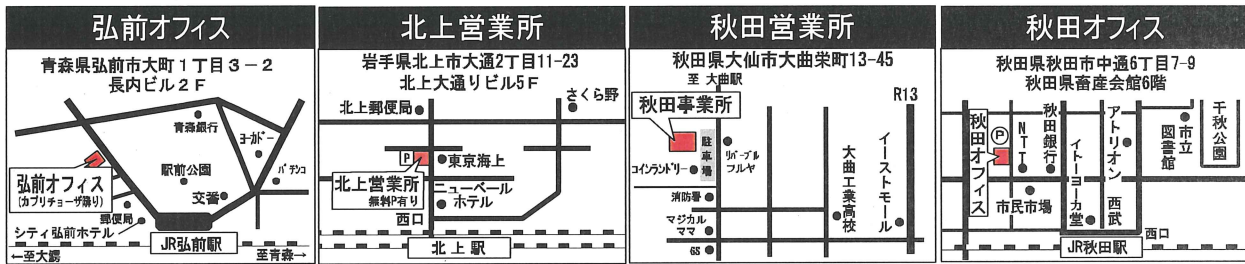 弘前オフィス
青森県弘前市大町1丁目3-2
長内ビル2F
青森銀行
ヨーカドー
駅前公園
パチンコ
弘前オフィス
(カプリチョーザ隣り)
交番
郵便局
シティ弘前ホテル
JR弘前駅
←至大鰐
至青森→
北上営業所
岩手県北上市大通2丁目11-23
北上大通りビル5F
さくら野
北上郵便局
P
東京海上
北上営業所
無料P有り
ニューベール
ホテル
西口
北上駅
秋田営業所
秋田県大仙市大曲栄町13-45
至 大曲駅
R13
秋田事業所
駐車場
リバーブル
フルヤ
コインランドリー
消防署
マジカル
ママ
GS
大曲工業高校
イーストモール
秋田オフィス
秋田県秋田市中通6丁目7-9
秋田県畜産会館6階
秋田オフィス
P
NTT
秋田銀行
イトーヨーカ堂
アトリオン
西武
市立
図書館
千秋公園
市民市場
西口
JR秋田駅